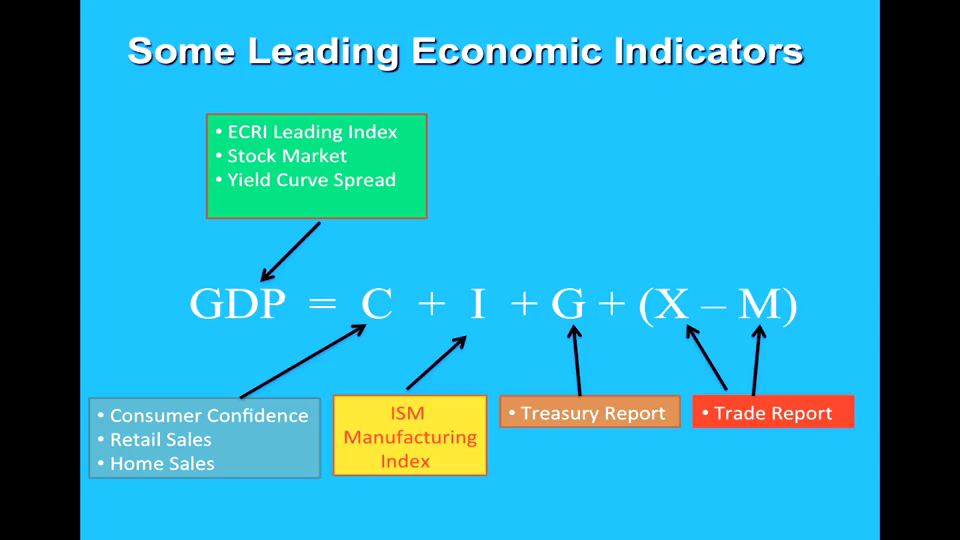 Some Leading Economic Indicators
• ECRI Leading Index
• Stock Market
• Yield Curve Spread
GDP = C + I + G + (X – M)
• Consumer Confidence
• Retail Sales
• Home Sales
ISM
Manufacturing
Index
• Treasury Report
• Trade Report